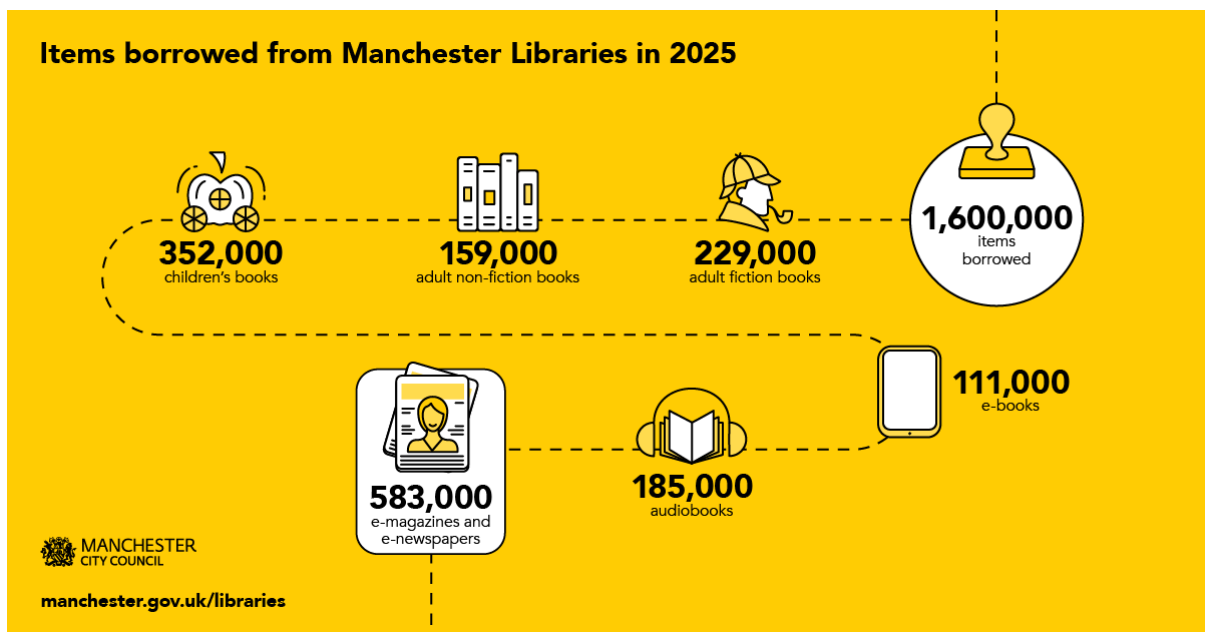 Items borrowed from Manchester Libraries in 2025
1,600,000
items
borrowed
229,000
adult fiction books
159,000
adult non-fiction books
352,000
children's books
111,000
e-books
185,000
audiobooks
583,000
e-magazines and
e-newspapers
MANCHESTER
CITY COUNCIL
manchester.gov.uk/libraries